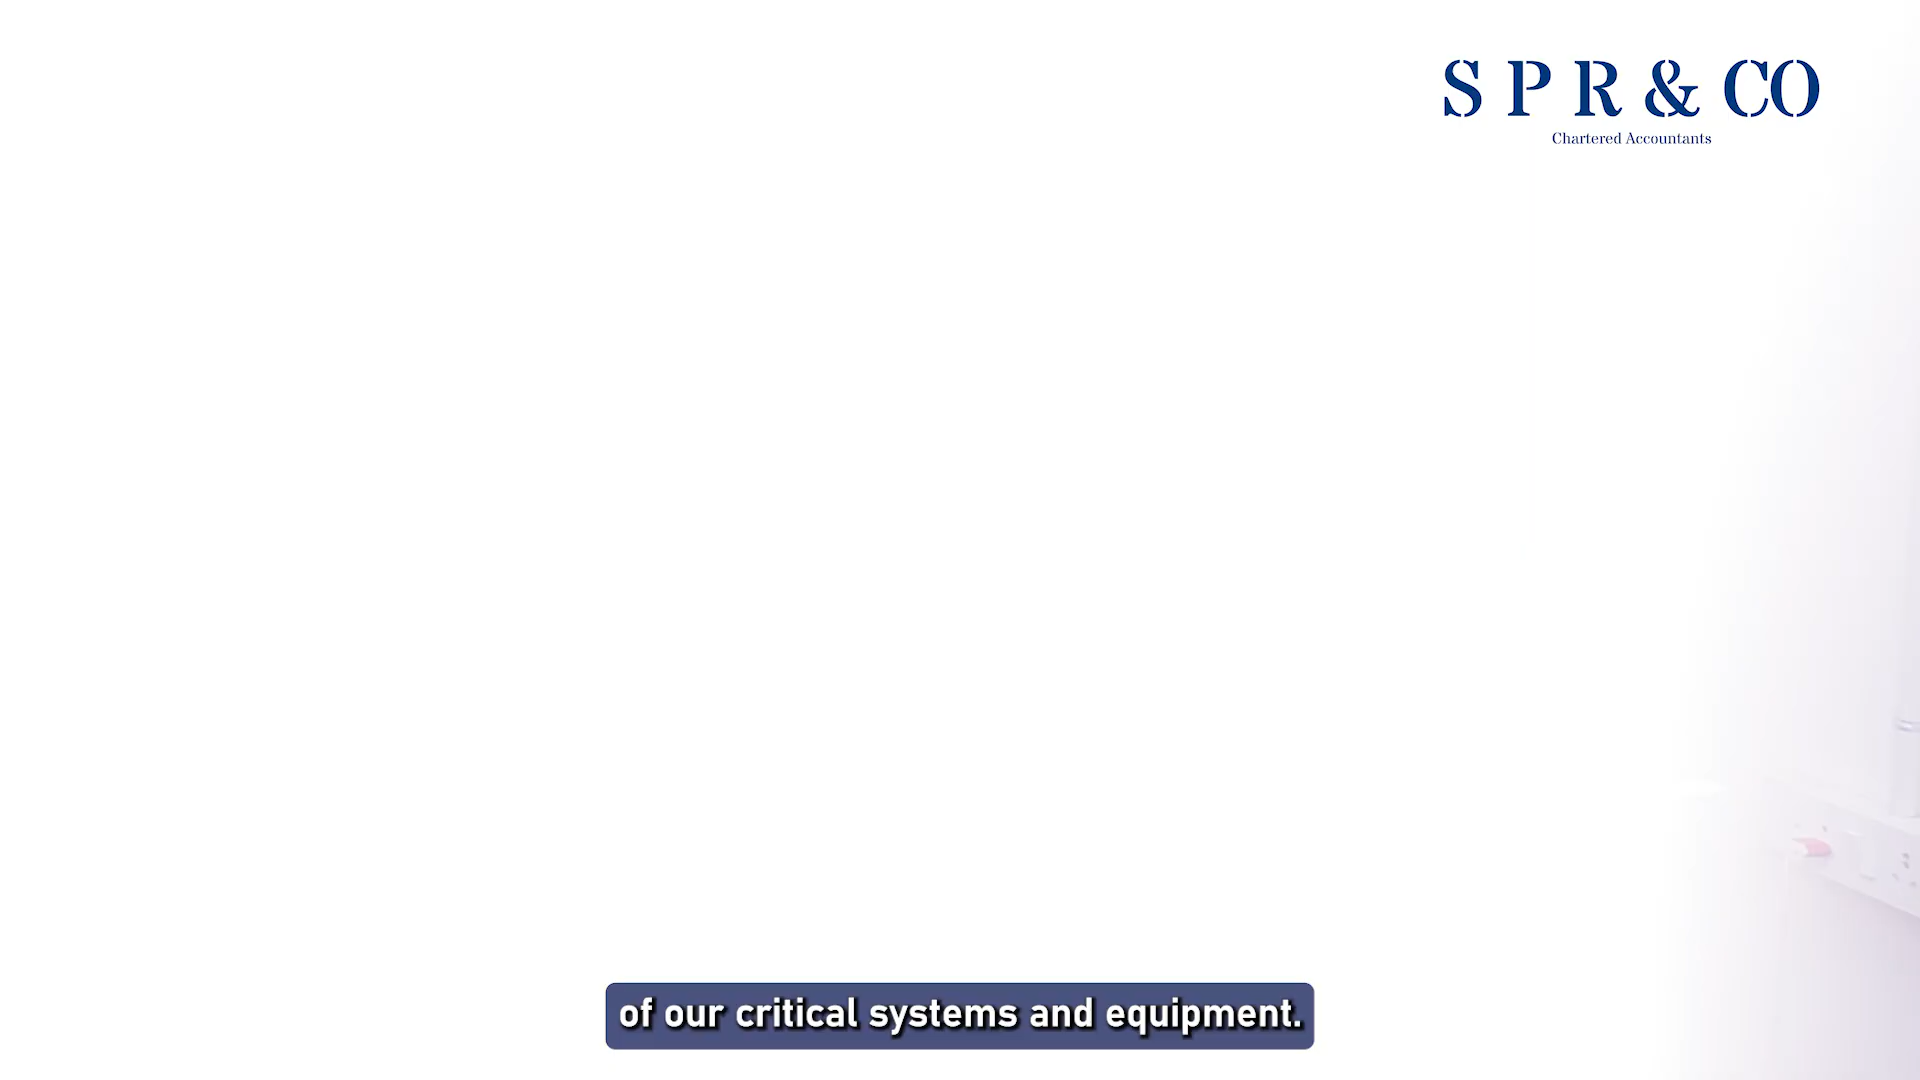 S P R & CO
Chartered Accountants
of our critical systems and equipment.